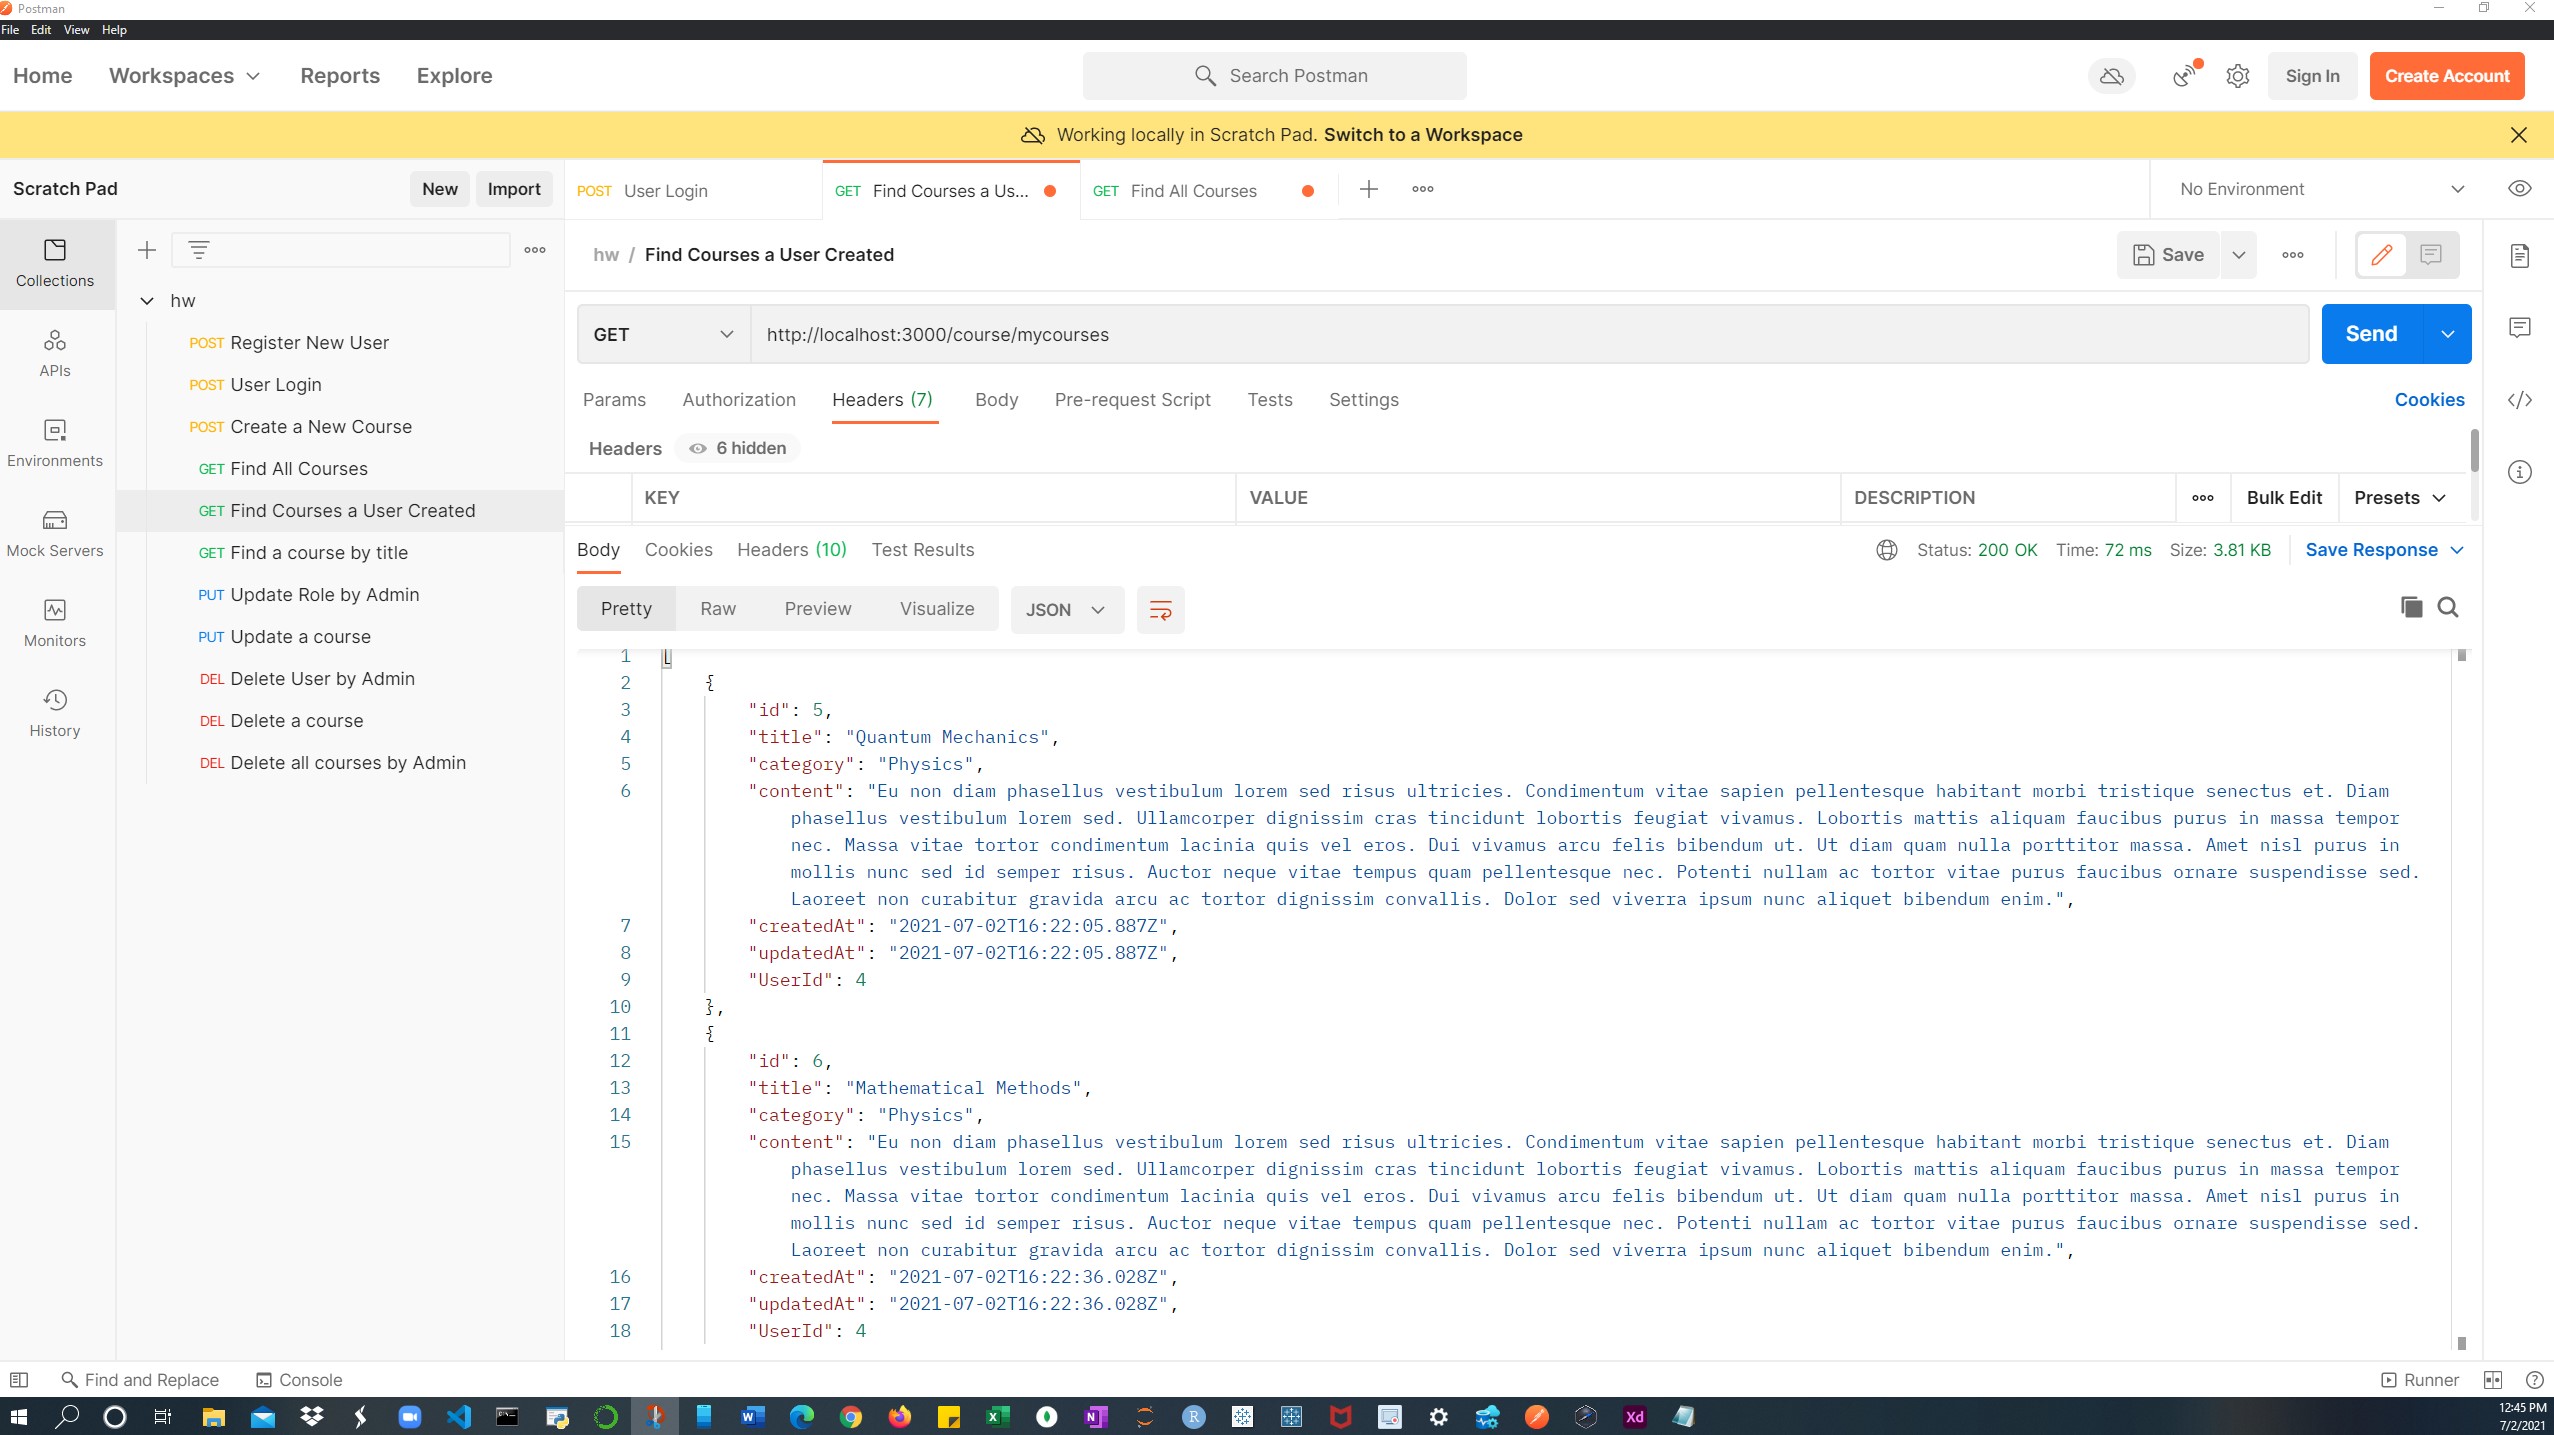 Postman
File Edit View Help
Home Workspaces Reports Explore Search Postman Sign In Create Account
Working locally in Scratch Pad. Switch to a Workspace
Scratch Pad New Import POST User Login GET Find Courses a Us... GET Find All Courses No Environment
Collections
APIs
Environments
Mock Servers
Monitors
History
hw
POST Register New User
POST User Login
POST Create a New Course
GET Find All Courses
GET Find Courses a User Created
GET Find a course by title
PUT Update Role by Admin
PUT Update a course
DEL Delete User by Admin
DEL Delete a course
DEL Delete all courses by Admin
hw / Find Courses a User Created Save
GET http://localhost:3000/course/mycourses Send
Params Authorization Headers (7) Body Pre-request Script Tests Settings Cookies
Headers 6 hidden
KEY VALUE DESCRIPTION Bulk Edit Presets
Body Cookies Headers (10) Test Results Status: 200 OK Time: 72 ms Size: 3.81 KB Save Response
Pretty Raw Preview Visualize JSON
1 [
2 {
3 "id": 5,
4 "title": "Quantum Mechanics",
5 "category": "Physics",
6 "content": "Eu non diam phasellus vestibulum lorem sed risus ultricies. Condimentum vitae sapien pellentesque habitant morbi tristique senectus et. Diam
phasellus vestibulum lorem sed. Ullamcorper dignissim cras tincidunt lobortis feugiat vivamus. Lobortis mattis aliquam faucibus purus in massa tempor
nec. Massa vitae tortor condimentum lacinia quis vel eros. Dui vivamus arcu felis bibendum ut. Ut diam quam nulla porttitor massa. Amet nisl purus in
mollis nunc sed id semper risus. Auctor neque vitae tempus quam pellentesque nec. Potenti nullam ac tortor vitae purus faucibus ornare suspendisse sed.
Laoreet non curabitur gravida arcu ac tortor dignissim convallis. Dolor sed viverra ipsum nunc aliquet bibendum enim.",
7 "createdAt": "2021-07-02T16:22:05.887Z",
8 "updatedAt": "2021-07-02T16:22:05.887Z",
9 "UserId": 4
10 },
11 {
12 "id": 6,
13 "title": "Mathematical Methods",
14 "category": "Physics",
15 "content": "Eu non diam phasellus vestibulum lorem sed risus ultricies. Condimentum vitae sapien pellentesque habitant morbi tristique senectus et. Diam
phasellus vestibulum lorem sed. Ullamcorper dignissim cras tincidunt lobortis feugiat vivamus. Lobortis mattis aliquam faucibus purus in massa tempor
nec. Massa vitae tortor condimentum lacinia quis vel eros. Dui vivamus arcu felis bibendum ut. Ut diam quam nulla porttitor massa. Amet nisl purus in
mollis nunc sed id semper risus. Auctor neque vitae tempus quam pellentesque nec. Potenti nullam ac tortor vitae purus faucibus ornare suspendisse sed.
Laoreet non curabitur gravida arcu ac tortor dignissim convallis. Dolor sed viverra ipsum nunc aliquet bibendum enim.",
16 "createdAt": "2021-07-02T16:22:36.028Z",
17 "updatedAt": "2021-07-02T16:22:36.028Z",
18 "UserId": 4
Find and Replace Console Runner
12:45 PM
7/2/2021